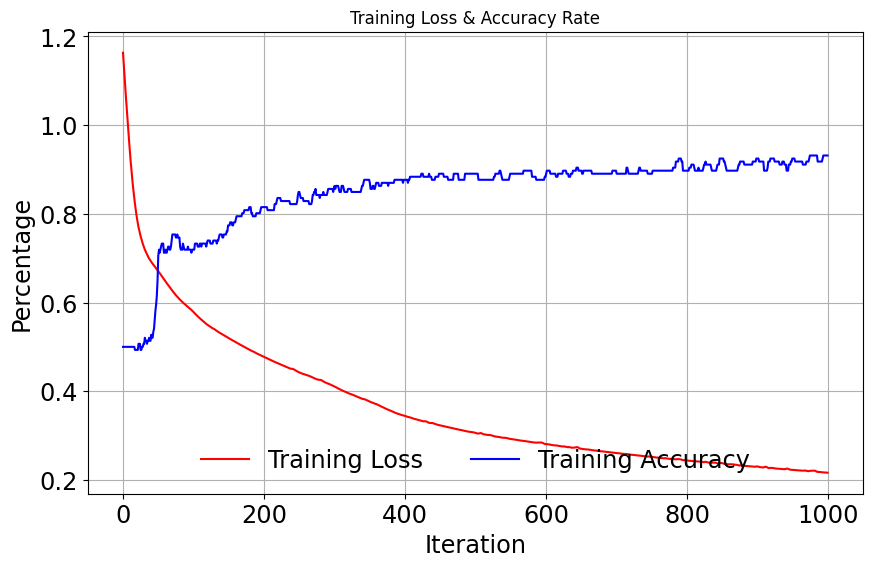 Training Loss & Accuracy Rate
1.2
1.0
0.8
0.6
0.4
0.2
Percentage
Training Loss
Training Accuracy
0 200 400 600 800 1000
Iteration